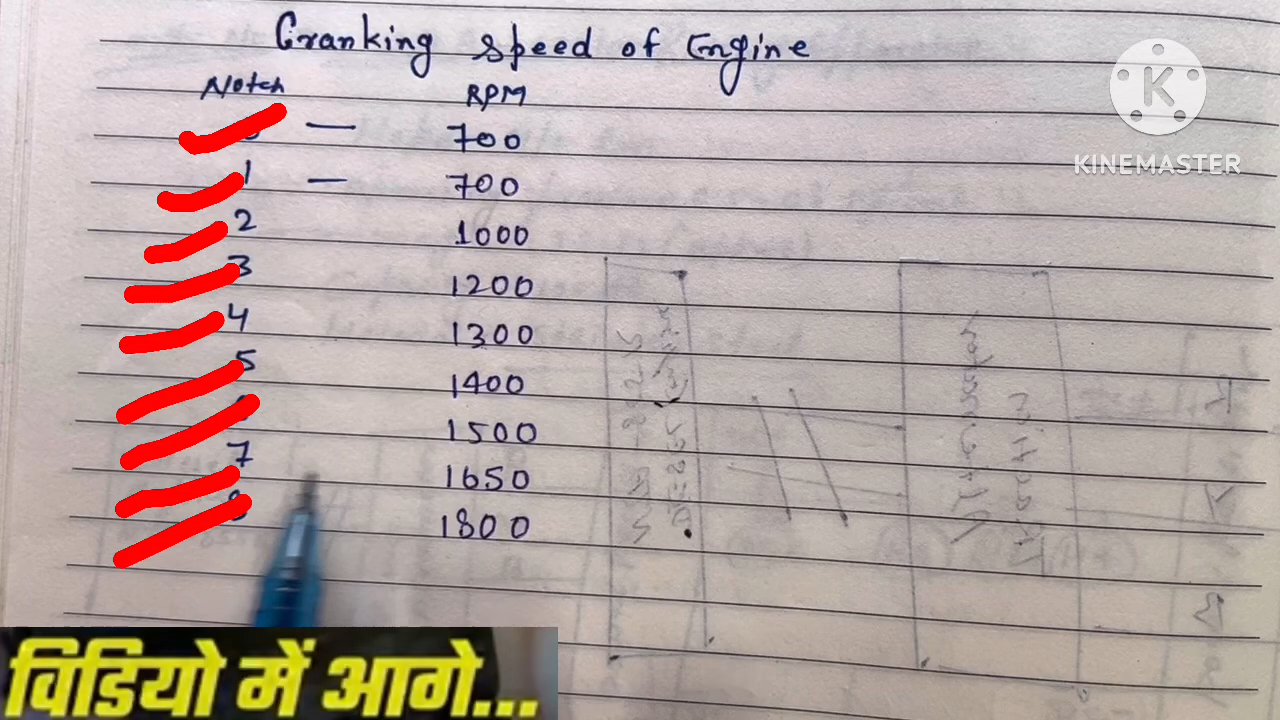 Cranking speed of Engine
Notch RPM
— 700
1 — 700
2 1000
3 1200
4 1300
5 1400
1500
7 1650
8 1800
K
KINEMASTER
विडियो में आगे...